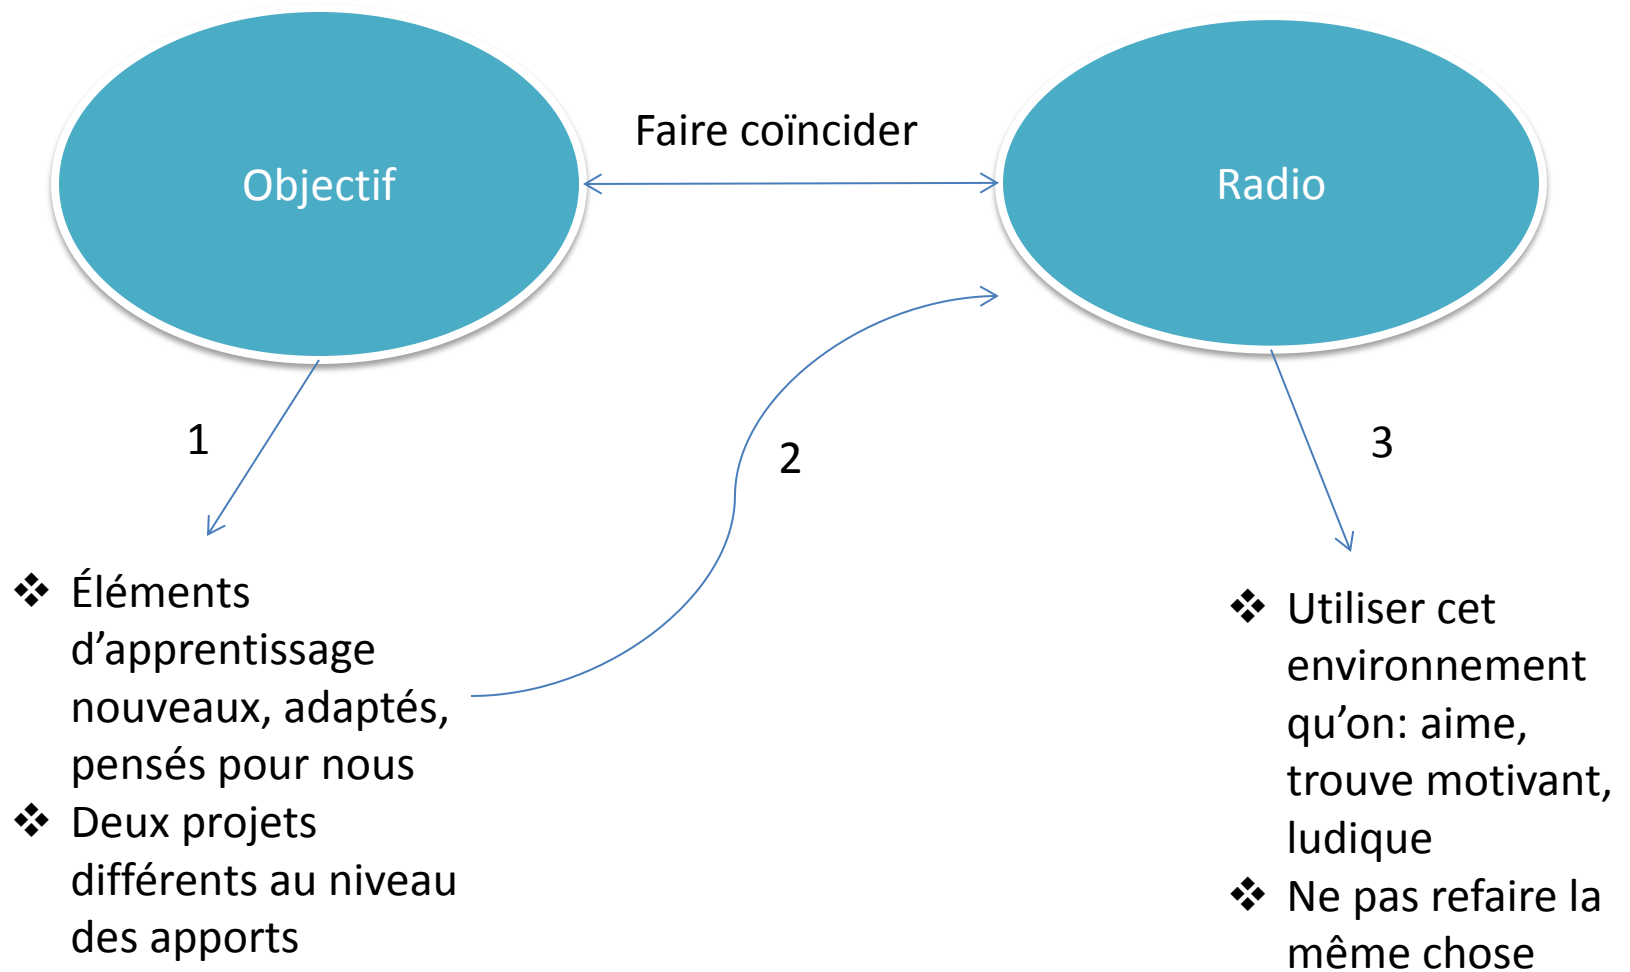 Objectif
Faire coïncider
Radio
1
2
3
❖ Éléments
d’apprentissage
nouveaux, adaptés,
pensés pour nous
❖ Deux projets
différents au niveau
des apports
❖ Utiliser cet
environnement
qu’on: aime,
trouve motivant,
ludique
❖ Ne pas refaire la
même chose